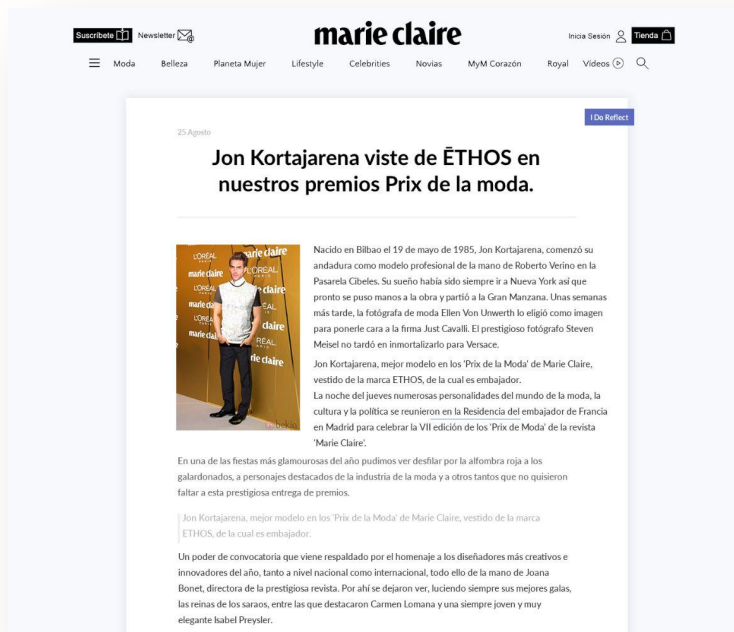 Suscríbete
Newsletter
marie claire
Inicia Sesión
Tienda
Moda Belleza Planeta Mujer Lifestyle Celebrities Novias MyM Corazón Royal Vídeos
I Do Reflect
25 Agosto
Jon Kortajarena viste de ĒTHOS en
nuestros premios Prix de la moda.
L'ORÉAL
PARIS
marie claire
marie claire
L'ORÉAL
PARIS
claire
marie claire
Nacido en Bilbao el 19 de mayo de 1985, Jon Kortajarena, comenzó su
andadura como modelo profesional de la mano de Roberto Verino en la
Pasarela Cibeles. Su sueño había sido siempre ir a Nueva York así que
pronto se puso manos a la obra y partió a la Gran Manzana. Unas semanas
más tarde, la fotógrafa de moda Ellen Von Unwerth lo eligió como imagen
para ponerle cara a la firma Just Cavalli. El prestigioso fotógrafo Steven
Meisel no tardó en inmortalizarlo para Versace.
Jon Kortajarena, mejor modelo en los 'Prix de la Moda' de Marie Claire,
vestido de la marca ETHOS, de la cual es embajador.
La noche del jueves numerosas personalidades del mundo de la moda, la
cultura y la política se reunieron en la Residencia del embajador de Francia
en Madrid para celebrar la VII edición de los 'Prix de Moda' de la revista
'Marie Claire'.
En una de las fiestas más glamourosas del año pudimos ver desfilar por la alfombra roja a los
galardonados, a personajes destacados de la industria de la moda y a otros tantos que no quisieron
faltar a esta prestigiosa entrega de premios.
Jon Kortajarena, mejor modelo en los 'Prix de la Moda' de Marie Claire, vestido de la marca
ETHOS, de la cual es embajador.
Un poder de convocatoria que viene respaldado por el homenaje a los diseñadores más creativos e
innovadores del año, tanto a nivel nacional como internacional, todo ello de la mano de Joana
Bonet, directora de la prestigiosa revista. Por ahí se dejaron ver, luciendo siempre sus mejores galas,
las reinas de los saraos, entre las que destacaron Carmen Lomana y una siempre joven y muy
elegante Isabel Preysler.